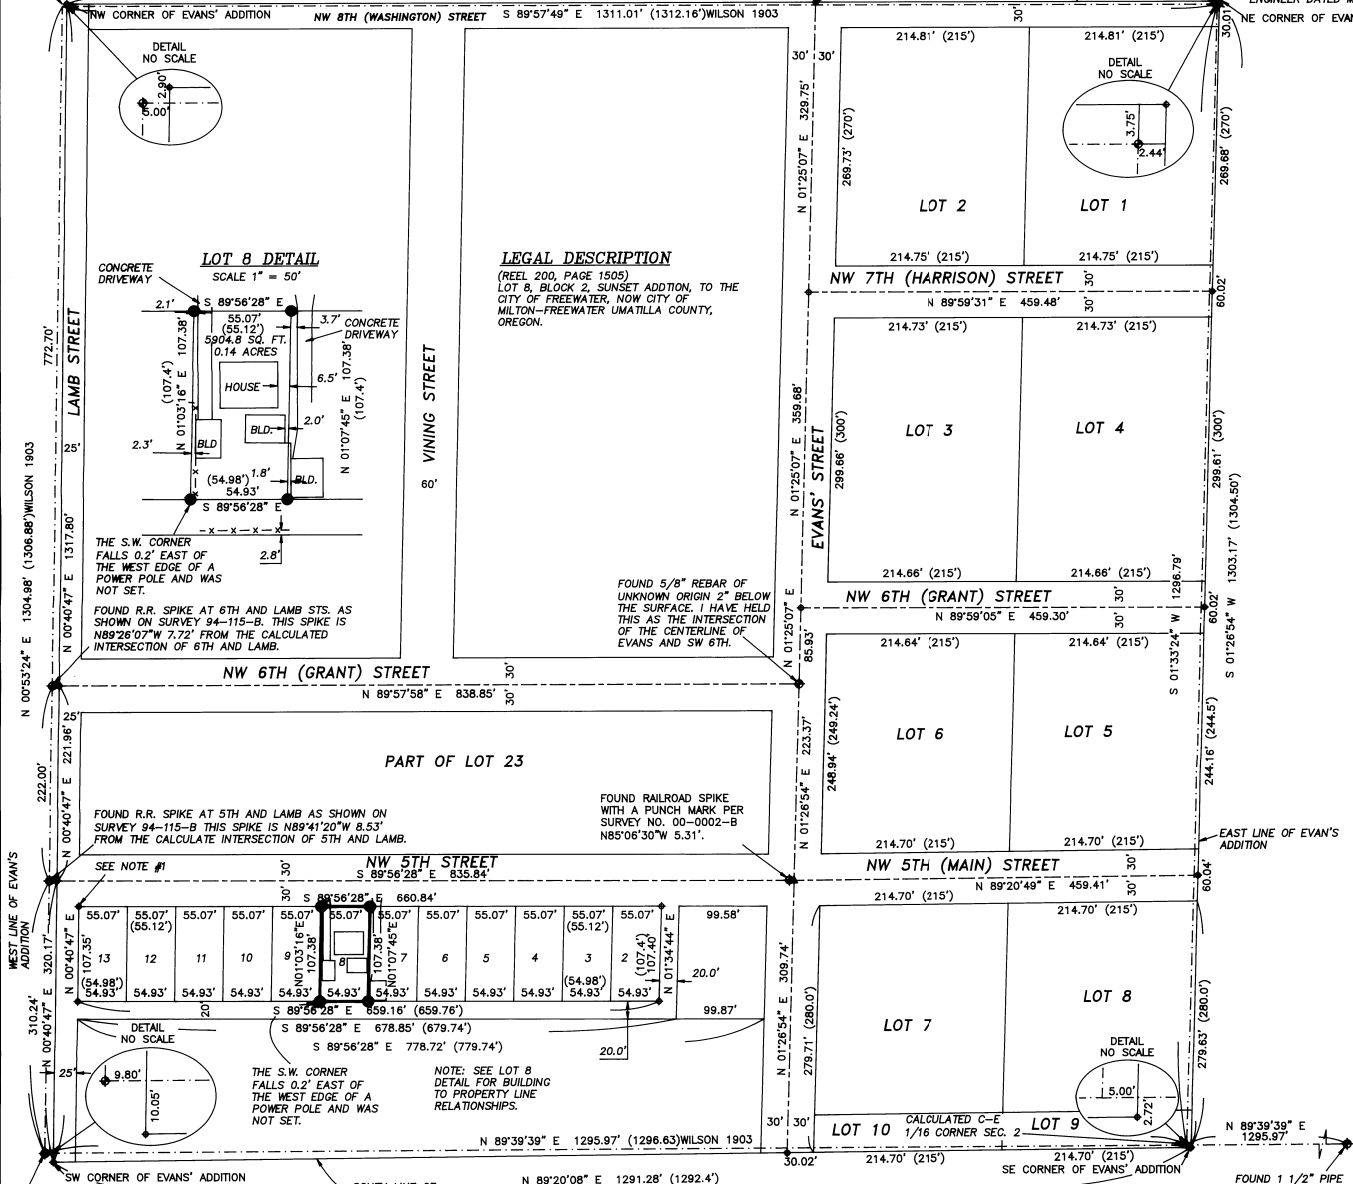 ENGINEER DATED M
NW CORNER OF EVANS' ADDITION
NW 8TH (WASHINGTON) STREET S 89°57'49" E 1311.01' (1312.16')WILSON 1903
30'
NE CORNER OF EVAN
30.01'
DETAIL
NO SCALE
2.90'
5.00'
30' 30'
214.81' (215')
214.81' (215')
DETAIL
NO SCALE
3.75'
2.44'
N 01°25'07" E 329.75'
269.73' (270')
269.68' (270')
LOT 2
LOT 1
214.75' (215')
214.75' (215')
NW 7TH (HARRISON) STREET
30'
30'
N 89°59'31" E 459.48'
60.02'
214.73' (215')
214.73' (215')
LOT 8 DETAIL
SCALE 1" = 50'
CONCRETE
DRIVEWAY
2.1'
S 89°56'28" E
55.07'
(55.12')
5904.8 SQ. FT.
0.14 ACRES
3.7'
CONCRETE
DRIVEWAY
N 01°03'16" E 107.38'
(107.4')
N 01°07'45" E 107.38'
(107.4')
HOUSE
6.5'
BLD.
2.0'
BLD
2.3'
(54.98')
54.93'
1.8'
BLD.
S 89°56'28" E
x x x x
2.8'
THE S.W. CORNER
FALLS 0.2' EAST OF
THE WEST EDGE OF A
POWER POLE AND WAS
NOT SET.
LEGAL DESCRIPTION
(REEL 200, PAGE 1505)
LOT 8, BLOCK 2, SUNSET ADDTION, TO THE
CITY OF FREEWATER, NOW CITY OF
MILTON-FREEWATER UMATILLA COUNTY,
OREGON.
LAMB STREET
772.70'
25'
N 00°53'24" E 1304.98' (1306.88')WILSON 1903
N 00°40'47" E 1317.80'
VINING STREET
60'
EVANS' STREET
N 01°25'07" E 359.68'
299.66' (300')
299.61' (300')
LOT 3
LOT 4
S 01°26'54" W 1303.17' (1304.50')
S 01°33'24" W 1296.79'
214.66' (215')
214.66' (215')
NW 6TH (GRANT) STREET
30'
30'
N 89°59'05" E 459.30'
60.02'
FOUND R.R. SPIKE AT 6TH AND LAMB STS. AS
SHOWN ON SURVEY 94-115-B. THIS SPIKE IS
N89°26'07"W 7.72' FROM THE CALCULATED
INTERSECTION OF 6TH AND LAMB.
FOUND 5/8" REBAR OF
UNKNOWN ORIGIN 2" BELOW
THE SURFACE. I HAVE HELD
THIS AS THE INTERSECTION
OF THE CENTERLINE OF
EVANS AND SW 6TH.
N 01°25'07" E
85.93'
NW 6TH (GRANT) STREET
30'
30'
N 89°57'58" E 838.85'
214.64' (215')
214.64' (215')
25'
222.00'
N 00°40'47" E 221.96'
PART OF LOT 23
N 01°26'54" E 223.37'
248.94' (249.24')
244.16' (244.5')
LOT 6
LOT 5
FOUND R.R. SPIKE AT 5TH AND LAMB AS SHOWN ON
SURVEY 94-115-B THIS SPIKE IS N89°41'20"W 8.53'
FROM THE CALCULATE INTERSECTION OF 5TH AND LAMB.
FOUND RAILROAD SPIKE
WITH A PUNCH MARK PER
SURVEY NO. 00-0002-B
N85°06'30"W 5.31'.
214.70' (215')
214.70' (215')
EAST LINE OF EVAN'S
ADDITION
SEE NOTE #1
30'
30'
NW 5TH STREET
S 89°56'28" E 835.84'
NW 5TH (MAIN) STREET
30'
30'
N 89°20'49" E 459.41'
60.04'
WEST LINE OF EVAN'S
ADDITION
S 89°56'28" E 660.84'
55.07' 55.07' 55.07' 55.07' 55.07' 55.07' 55.07' 55.07' 55.07' 55.07' 55.07' 55.07'
(55.12') (55.12')
99.58'
214.70' (215')
214.70' (215')
320.17'
N 00°40'47" E
107.35'
N01°03'16"E
107.38'
107.38'
N01°07'45"E
(107.4')
107.40'
N 01°34'44" E
13 12 11 10 9 8 7 6 5 4 3 2
(54.98') (54.98')
54.93' 54.93' 54.93' 54.93' 54.93' 54.93' 54.93' 54.93' 54.93' 54.93' 54.93' 54.93'
20.0'
20'
S 89°56'28" E 659.16' (659.76')
99.87'
S 89°56'28" E 678.85' (679.74')
S 89°56'28" E 778.72' (779.74')
20.0'
310.24'
N 00°40'47" E
25'
DETAIL
NO SCALE
9.80'
10.05'
THE S.W. CORNER
FALLS 0.2' EAST OF
THE WEST EDGE OF A
POWER POLE AND WAS
NOT SET.
NOTE: SEE LOT 8
DETAIL FOR BUILDING
TO PROPERTY LINE
RELATIONSHIPS.
N 01°26'54" E 309.74'
279.71' (280.0')
279.63' (280.0')
LOT 7
LOT 8
DETAIL
NO SCALE
5.00'
2.72'
30' 30'
LOT 10
CALCULATED C-E
1/16 CORNER SEC. 2
LOT 9
N 89°39'39" E 1295.97' (1296.63)WILSON 1903
30.02'
214.70' (215')
214.70' (215')
N 89°39'39" E
1295.97'
SW CORNER OF EVANS' ADDITION
SE CORNER OF EVANS' ADDITION
N 89°20'08" E 1291.28' (1292.4')
FOUND 1 1/2" PIPE